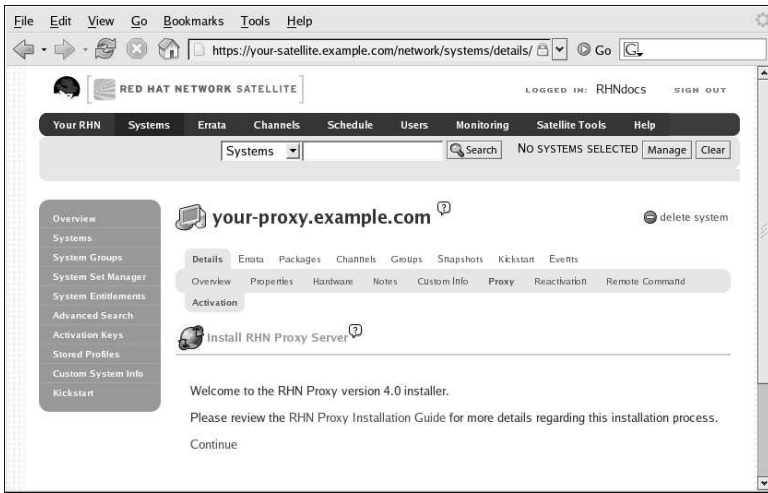 File Edit View Go Bookmarks Tools Help
https://your-satellite.example.com/network/systems/details/ Go G
RED HAT NETWORK SATELLITE LOGGED IN: RHNdocs SIGN OUT
Your RHN Systems Errata Channels Schedule Users Monitoring Satellite Tools Help
Systems Search NO SYSTEMS SELECTED Manage Clear
Overview
Systems
System Groups
System Set Manager
System Entitlements
Advanced Search
Activation Keys
Stored Profiles
Custom System Info
Kickstart
your-proxy.example.com ? delete system
Details Errata Packages Channels Groups Snapshots Kickstart Events
Overview Properties Hardware Notes Custom Info Proxy Reactivation Remote Command
Activation
Install RHN Proxy Server ?
Welcome to the RHN Proxy version 4.0 installer.
Please review the RHN Proxy Installation Guide for more details regarding this installation process.
Continue